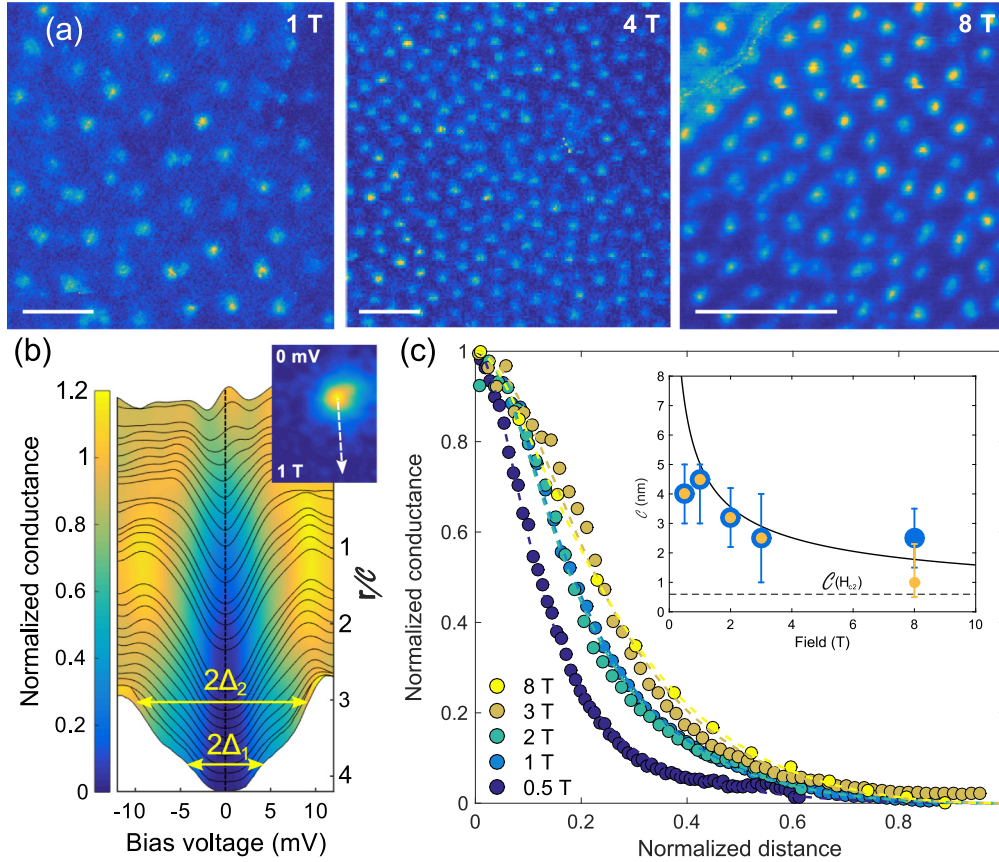 (a)
1 T
4 T
8 T
(b)
1.2
1
0.8
0.6
0.4
0.2
0
Normalized conductance
0 mV
1 T
2Δ₂
2Δ₁
1
2
3
4
r/𝒞
-10 -5 0 5 10
Bias voltage (mV)
(c)
1
0.8
0.6
0.4
0.2
0
Normalized conductance
8 T
3 T
2 T
1 T
0.5 T
0 0.2 0.4 0.6 0.8
Normalized distance
8
7
6
5
4
3
2
1
0
𝒞 (nm)
𝒞(H_c2)
0 2 4 6 8 10
Field (T)